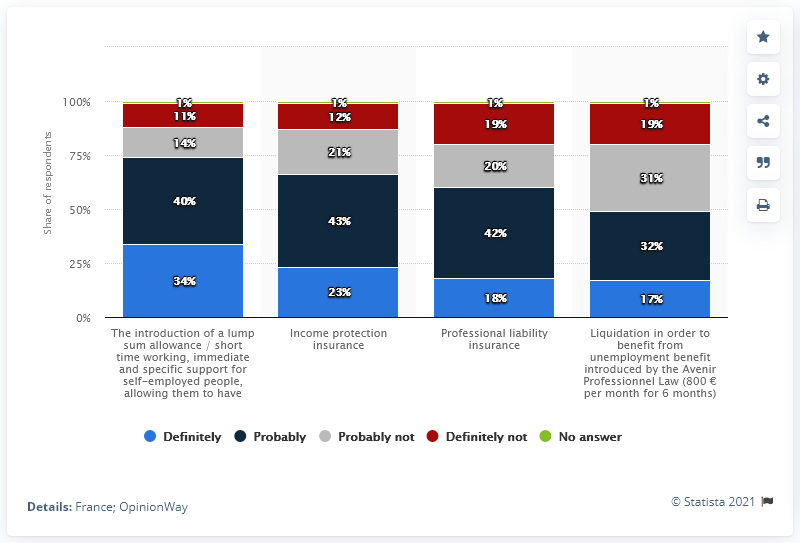 1%
1%
1%
1%
100%
11%
12%
19%
19%
14%
21%
20%
31%
75%
40%
43%
42%
32%
50%
34%
23%
18%
17%
25%
0%
Share of respondents
The introduction of a lump
sum allowance / short
time working, immediate
and specific support for
self-employed people,
allowing them to have
Income protection
insurance
Professional liability
insurance
Liquidation in order to
benefit from
unemployment benefit
introduced by the Avenir
Professionnel Law (800 €
per month for 6 months)
Definitely Probably Probably not Definitely not No answer
Details: France; OpinionWay
© Statista 2021